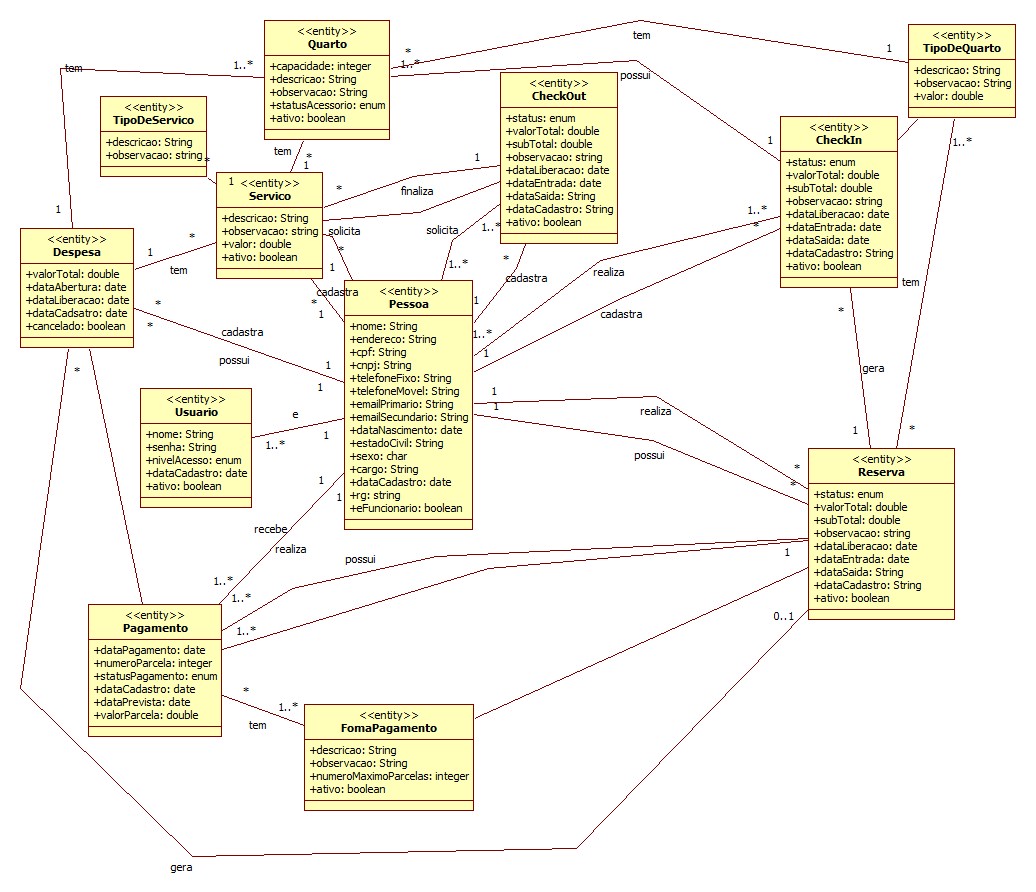 <<entity>>
Quarto
+capacidade: integer
+descricao: String
+observacao: String
+statusAcessorio: enum
+ativo: boolean
<<entity>>
TipoDeQuarto
+descricao: String
+observacao: String
+valor: double
<<entity>>
CheckOut
+status: enum
+valorTotal: double
+subTotal: double
+observacao: string
+dataLiberacao: date
+dataEntrada: date
+dataSaida: String
+dataCadastro: String
+ativo: boolean
<<entity>>
TipoDeServico
+descricao: String
+observacao: string
<<entity>>
CheckIn
+status: enum
+valorTotal: double
+subTotal: double
+observacao: string
+dataLiberacao: date
+dataEntrada: date
+dataSaida: date
+dataCadastro: String
+ativo: boolean
<<entity>>
Servico
+descricao: String
+observacao: string
+valor: double
+ativo: boolean
<<entity>>
Despesa
+valorTotal: double
+dataAbertura: date
+dataLiberacao: date
+dataCadsatro: date
+cancelado: boolean
<<entity>>
Pessoa
+nome: String
+endereco: String
+cpf: String
+cnpj: String
+telefoneFixo: String
+telefoneMovel: String
+emailPrimario: String
+emailSecundario: String
+dataNascimento: date
+estadoCivil: String
+sexo: char
+cargo: String
+dataCadastro: date
+rg: string
+eFuncionario: boolean
<<entity>>
Usuario
+nome: String
+senha: String
+nivelAcesso: enum
+dataCadastro: date
+ativo: boolean
<<entity>>
Reserva
+status: enum
+valorTotal: double
+subTotal: double
+observacao: string
+dataLiberacao: date
+dataEntrada: date
+dataSaida: String
+dataCadastro: String
+ativo: boolean
<<entity>>
Pagamento
+dataPagamento: date
+numeroParcela: integer
+statusPagamento: enum
+dataCadastro: date
+dataPrevista: date
+valorParcela: double
<<entity>>
FomaPagamento
+descricao: String
+observacao: String
+numeroMaximoParcelas: integer
+ativo: boolean
tem
1..*
1
*
tem
1
1..*
possui
1
tem
*
1
*
1
*
finaliza
1
solicita
*
1
solicita
1..*
1..*
cadastra
*
1
cadastra
*
1
1
*
tem
*
*
cadastra
possui
1
1
realiza
1..*
1..*
cadastra
*
1
tem
1..*
*
gera
*
1
e
1..*
1
1
realiza
*
1
possui
*
1
1
recebe
realiza
1..*
possui
1..*
1..*
1
*
tem
1..*
*
gera
0..1